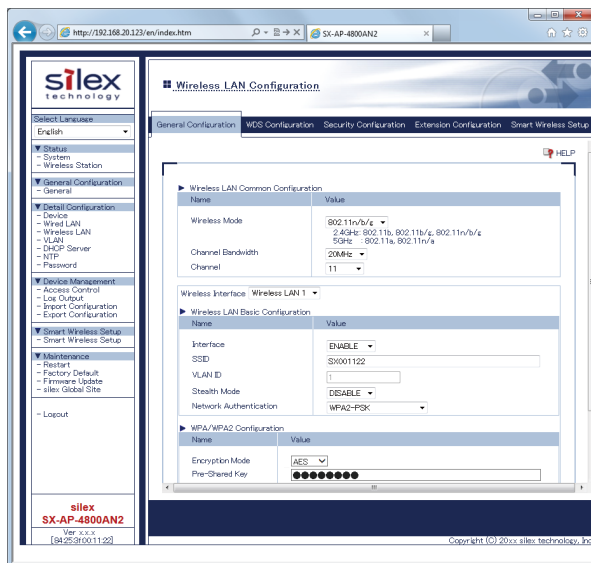 http://192.168.20.123/en/index.htm
SX-AP-4800AN2
silex
technology
Select Language
English
▼ Status
- System
- Wireless Station
▼ General Configuration
- General
▼ Detail Configuration
- Device
- Wired LAN
- Wireless LAN
- VLAN
- DHCP Server
- NTP
- Password
▼ Device Management
- Access Control
- Log Output
- Import Configuration
- Export Configuration
▼ Smart Wireless Setup
- Smart Wireless Setup
▼ Maintenance
- Restart
- Factory Default
- Firmware Update
- silex Global Site
- Logout
silex
SX-AP-4800AN2
Ver x.x.x
[84:25:3f:00:11:22]
Wireless LAN Configuration
General Configuration WDS Configuration Security Configuration Extension Configuration Smart Wireless Setup
HELP
Wireless LAN Common Configuration
Name Value
Wireless Mode 802.11n/b/g
2.4GHz: 802.11b, 802.11b/g, 802.11n/b/g
5GHz : 802.11a, 802.11n/a
Channel Bandwidth 20MHz
Channel 11
Wireless Interface Wireless LAN 1
Wireless LAN Basic Configuration
Name Value
Interface ENABLE
SSID SX001122
VLAN ID 1
Stealth Mode DISABLE
Network Authentication WPA2-PSK
WPA/WPA2 Configuration
Name Value
Encryption Mode AES
Pre-Shared Key ●●●●●●●●
Copyright (C) 20xx silex technology, Inc